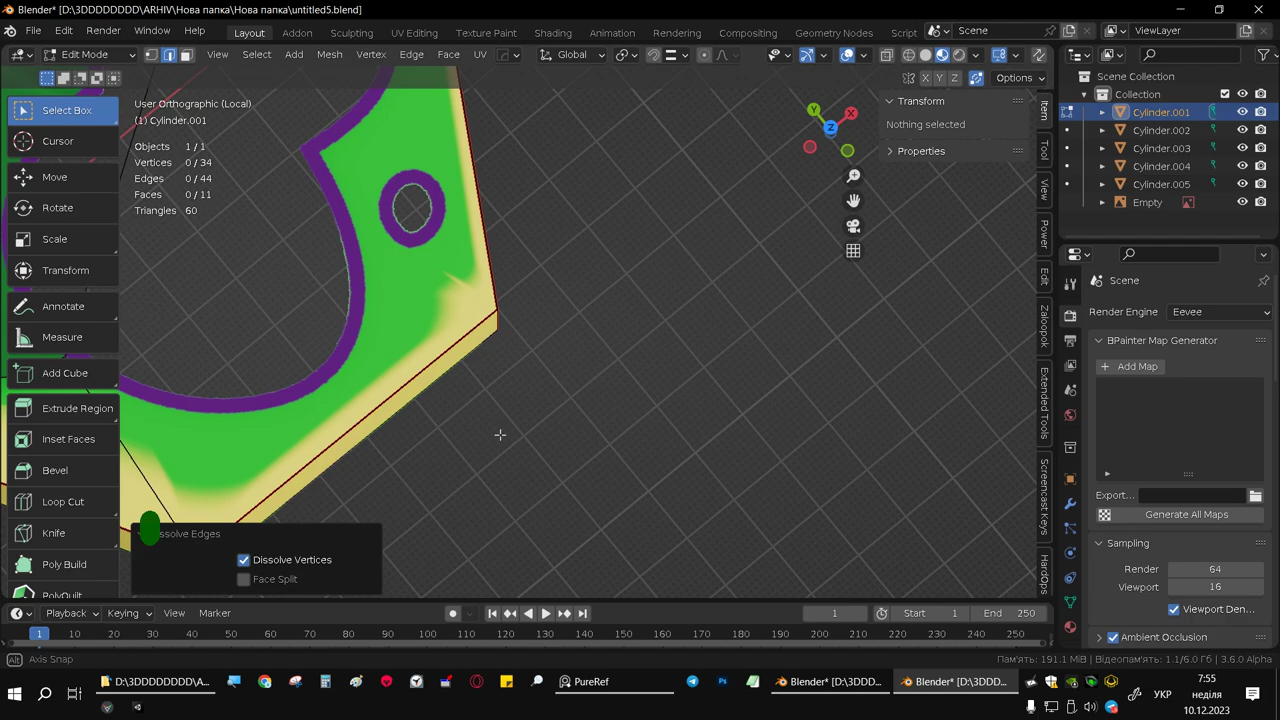 Blender* [D:\3DDDDDDDD\ARHIV\Нова папка\Нова папка\untitled5.blend]
File Edit Render Window Help Layout Addon Sculpting UV Editing Texture Paint Shading Animation Rendering Compositing Geometry Nodes Script Scene ViewLayer
Edit Mode View Select Add Mesh Vertex Edge Face UV Global
X Y Z Options
User Orthographic (Local)
(1) Cylinder.001
Objects 1/1
Vertices 0/34
Edges 0/44
Faces 0/11
Triangles 60
Select Box
Cursor
Move
Rotate
Scale
Transform
Annotate
Measure
Add Cube
Extrude Region
Inset Faces
Bevel
Loop Cut
Knife
Poly Build
PolyQuilt
Y X Z
Transform
Nothing selected
Properties
Item
Tool
View
Power
Edit
Zaloopok
Extended Tools
Screencast Keys
HardOps
Scene Collection
Collection
Cylinder.001
Cylinder.002
Cylinder.003
Cylinder.004
Cylinder.005
Empty
Scene
Render Engine Eevee
BPainter Map Generator
Add Map
Export...
Generate All Maps
Sampling
Render 64
Viewport 16
Viewport Den...
Ambient Occlusion
ssolve Edges
Dissolve Vertices
Face Split
Playback Keying View Marker 1 Start 1 End 250
1 10 20 30 40 50 60 70 80 90 100 110 120 130 140 150 160 170 180 190 200 210 220 230 240 250
Alt Axis Snap Пам'ять: 191.1 MiB | Відеопам'ять: 1.1/6.0 Гб | 3.6.0 Alpha
D:\3DDDDDDDD\A... PureRef Blender* [D:\3DDD... Blender* [D:\3DDD... УКР 7:55
неділя
10.12.2023